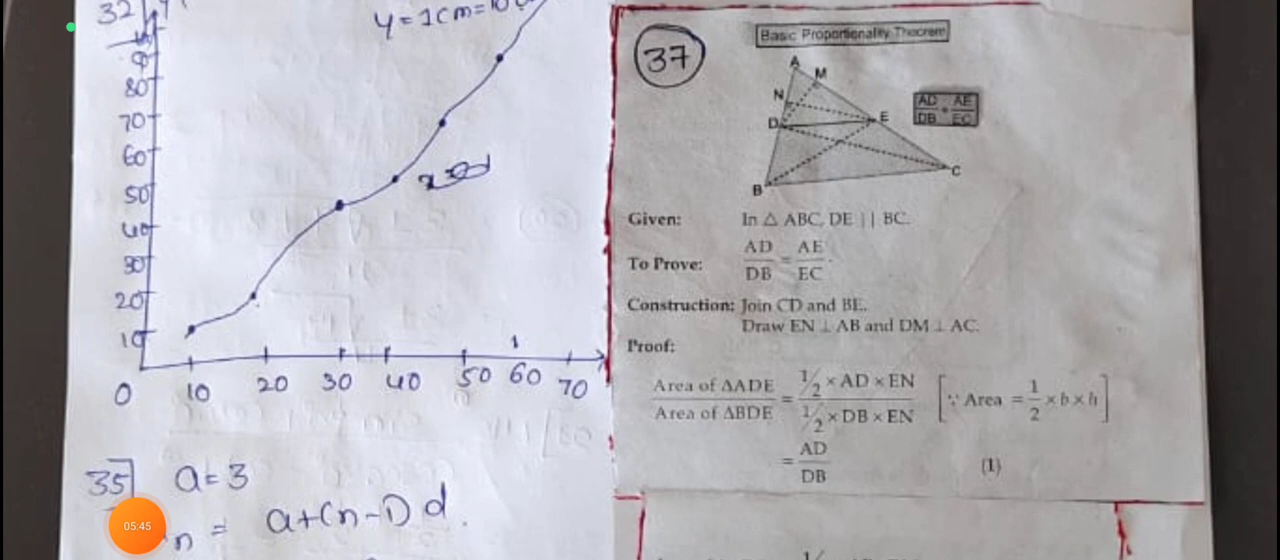 32
y = 1cm = 10
80
70
60
50
40
30
20
10
0 10 20 30 40 50 60 70
35 a = 3
n = a + (n-1) d.
05:45
37
Basic Proportionality Theorem
A
M
N
D
E
B
C
AD/DB = AE/EC
Given: In △ ABC, DE || BC.
To Prove: AD/DB = AE/EC.
Construction: Join CD and BE.
Draw EN ⊥ AB and DM ⊥ AC.
Proof:
Area of ΔADE / Area of ΔBDE = ½ × AD × EN / ½ × DB × EN [∵ Area = 1/2 × b × h]
= AD/DB (1)